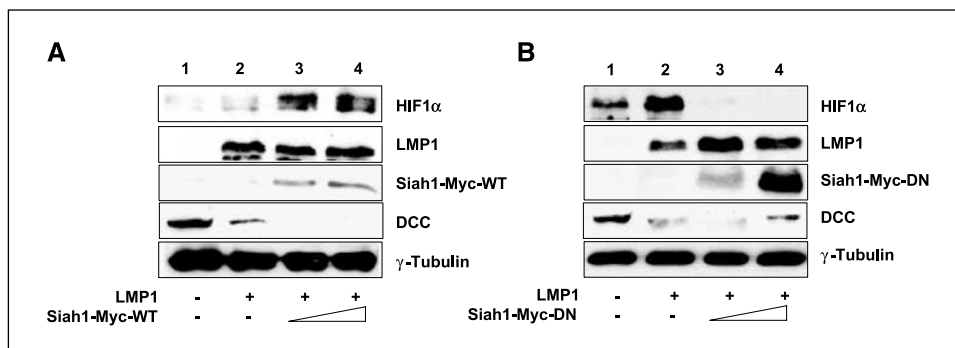 A
1 2 3 4
HIF1α
LMP1
Siah1-Myc-WT
DCC
γ-Tubulin
LMP1 - + + +
Siah1-Myc-WT - -
B
1 2 3 4
HIF1α
LMP1
Siah1-Myc-DN
DCC
γ-Tubulin
LMP1 - + + +
Siah1-Myc-DN - -